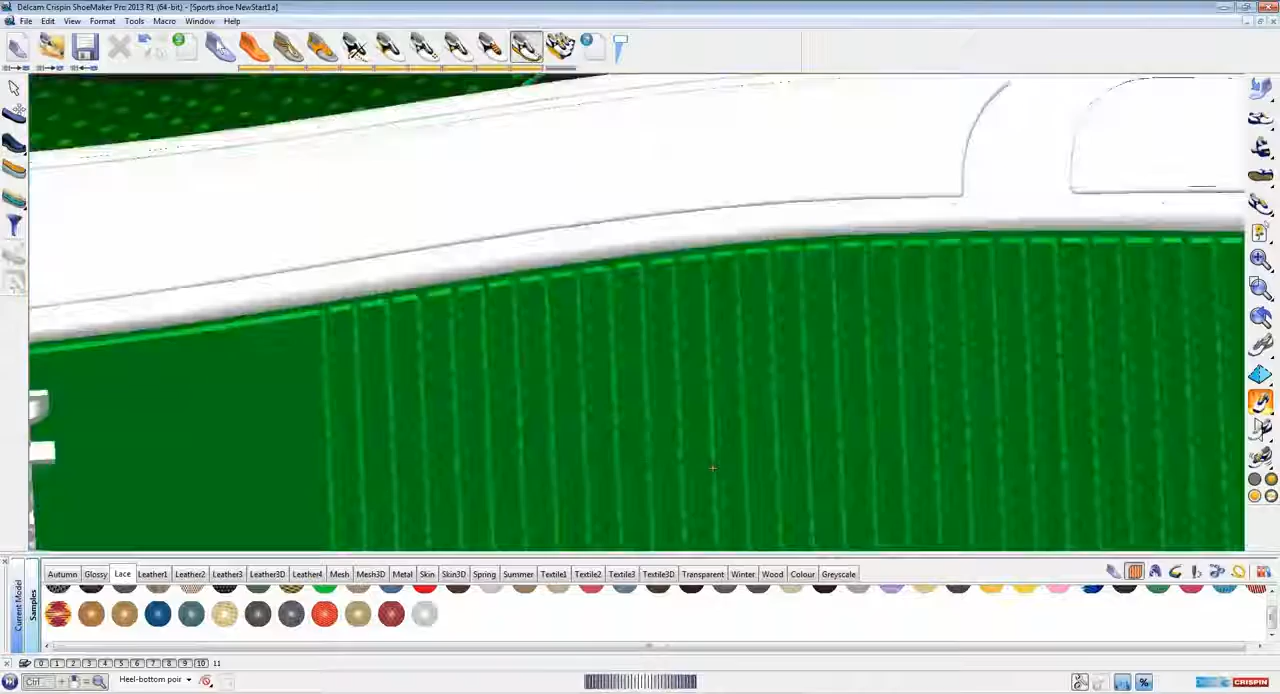 Delcam Crispin ShoeMaker Pro 2013 R1 (64-bit) - [Sports shoe NewStart1a]
File Edit View Format Tools Macro Window Help
Autumn Glossy Lace Leather1 Leather2 Leather3 Leather3D Leather4 Mesh Mesh3D Metal Skin Skin3D Spring Summer Textile1 Textile2 Textile3 Textile3D Transparent Winter Wood Colour Greyscale
Current Model
Samples
0 1 2 3 4 5 6 7 8 9 10 11
Ctrl + = Heel-bottom poir %
CRISPIN